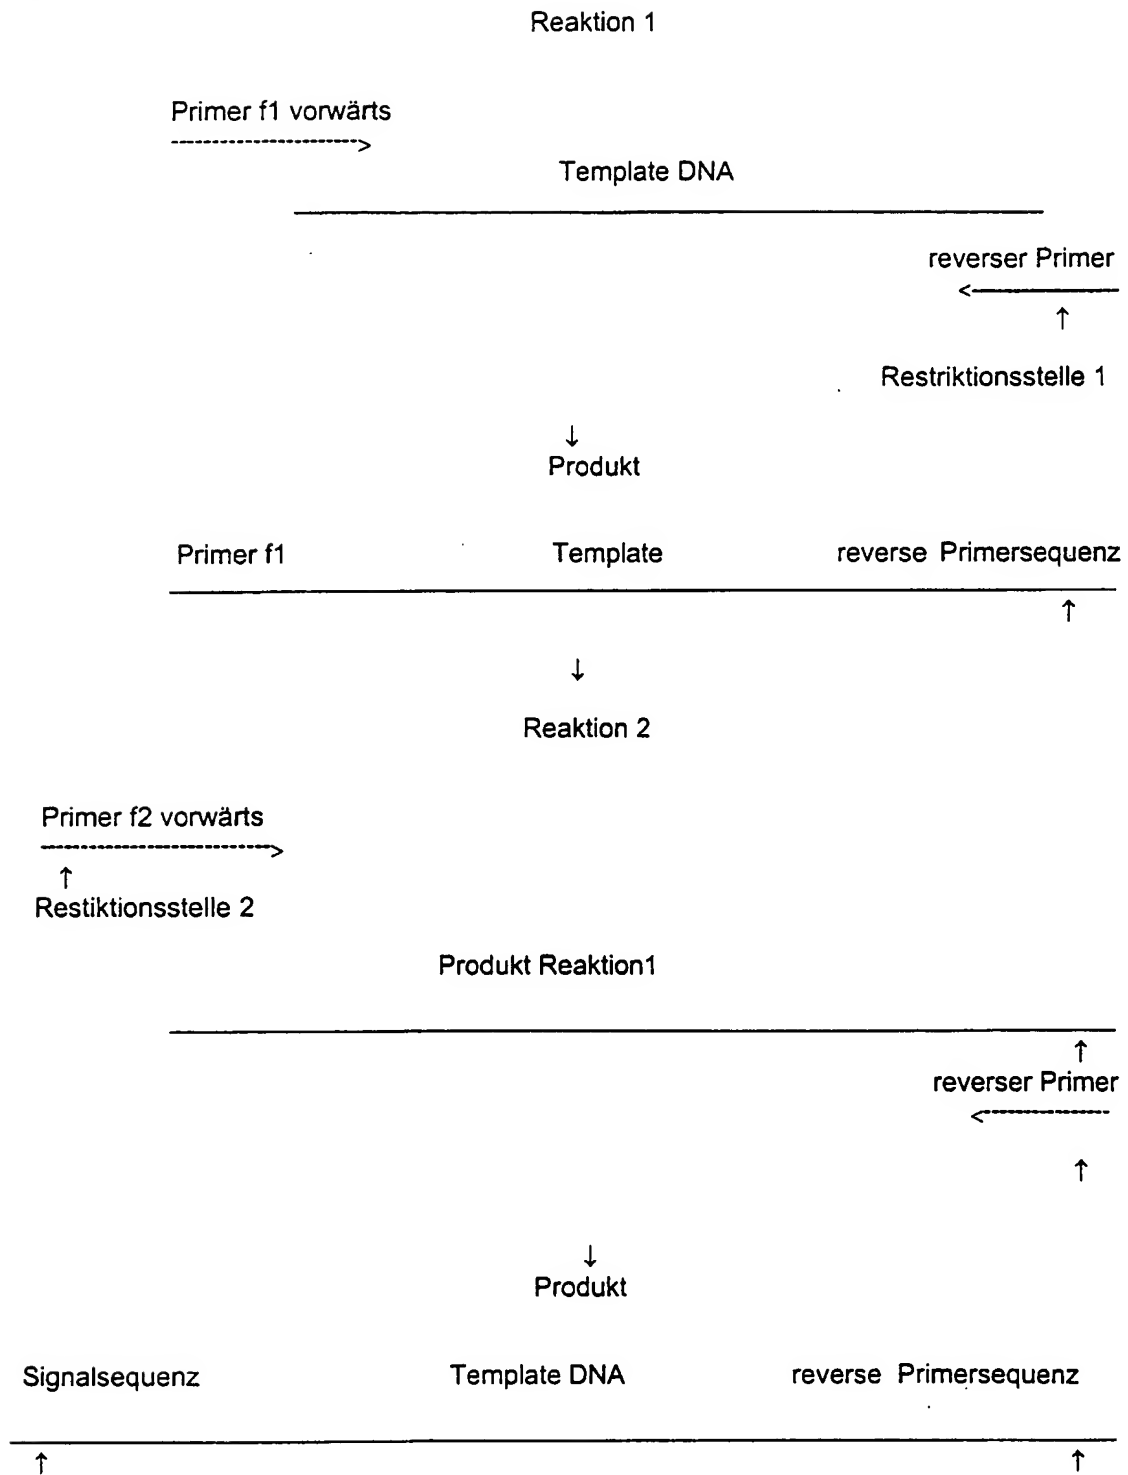 Reaktion 1
Primer f1 vorwärts
Template DNA
reverser Primer
↑
Restriktionsstelle 1
↓
Produkt
Primer f1 Template reverse Primersequenz
↑
↓
Reaktion 2
Primer f2 vorwärts
↑
Restiktionsstelle 2
Produkt Reaktion1
↑
reverser Primer
↑
↓
Produkt
Signalsequenz Template DNA reverse Primersequenz
↑ ↑